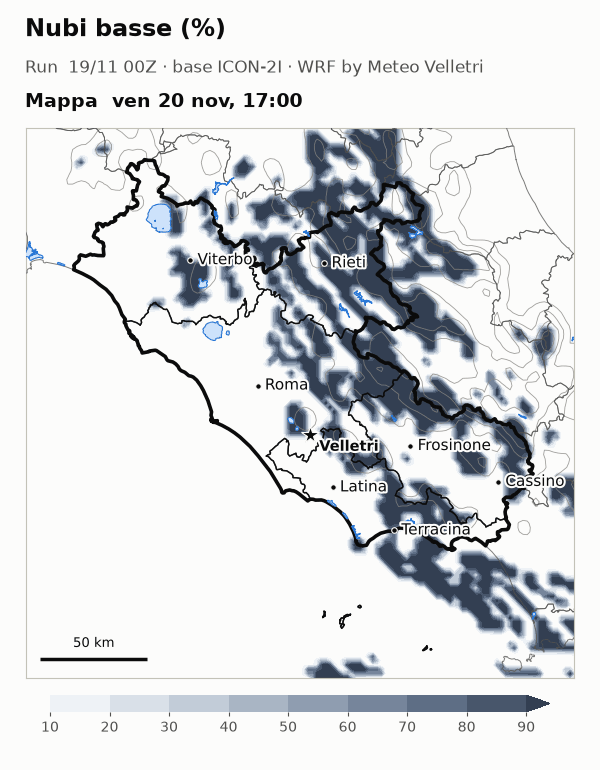 Nubi basse (%)
Run  19/11 00Z · base ICON-2I · WRF by Meteo Velletri
Mappa  ven 20 nov, 17:00
Viterbo
Rieti
Roma
Velletri
Frosinone
Cassino
Latina
Terracina
50 km
10 20 30 40 50 60 70 80 90